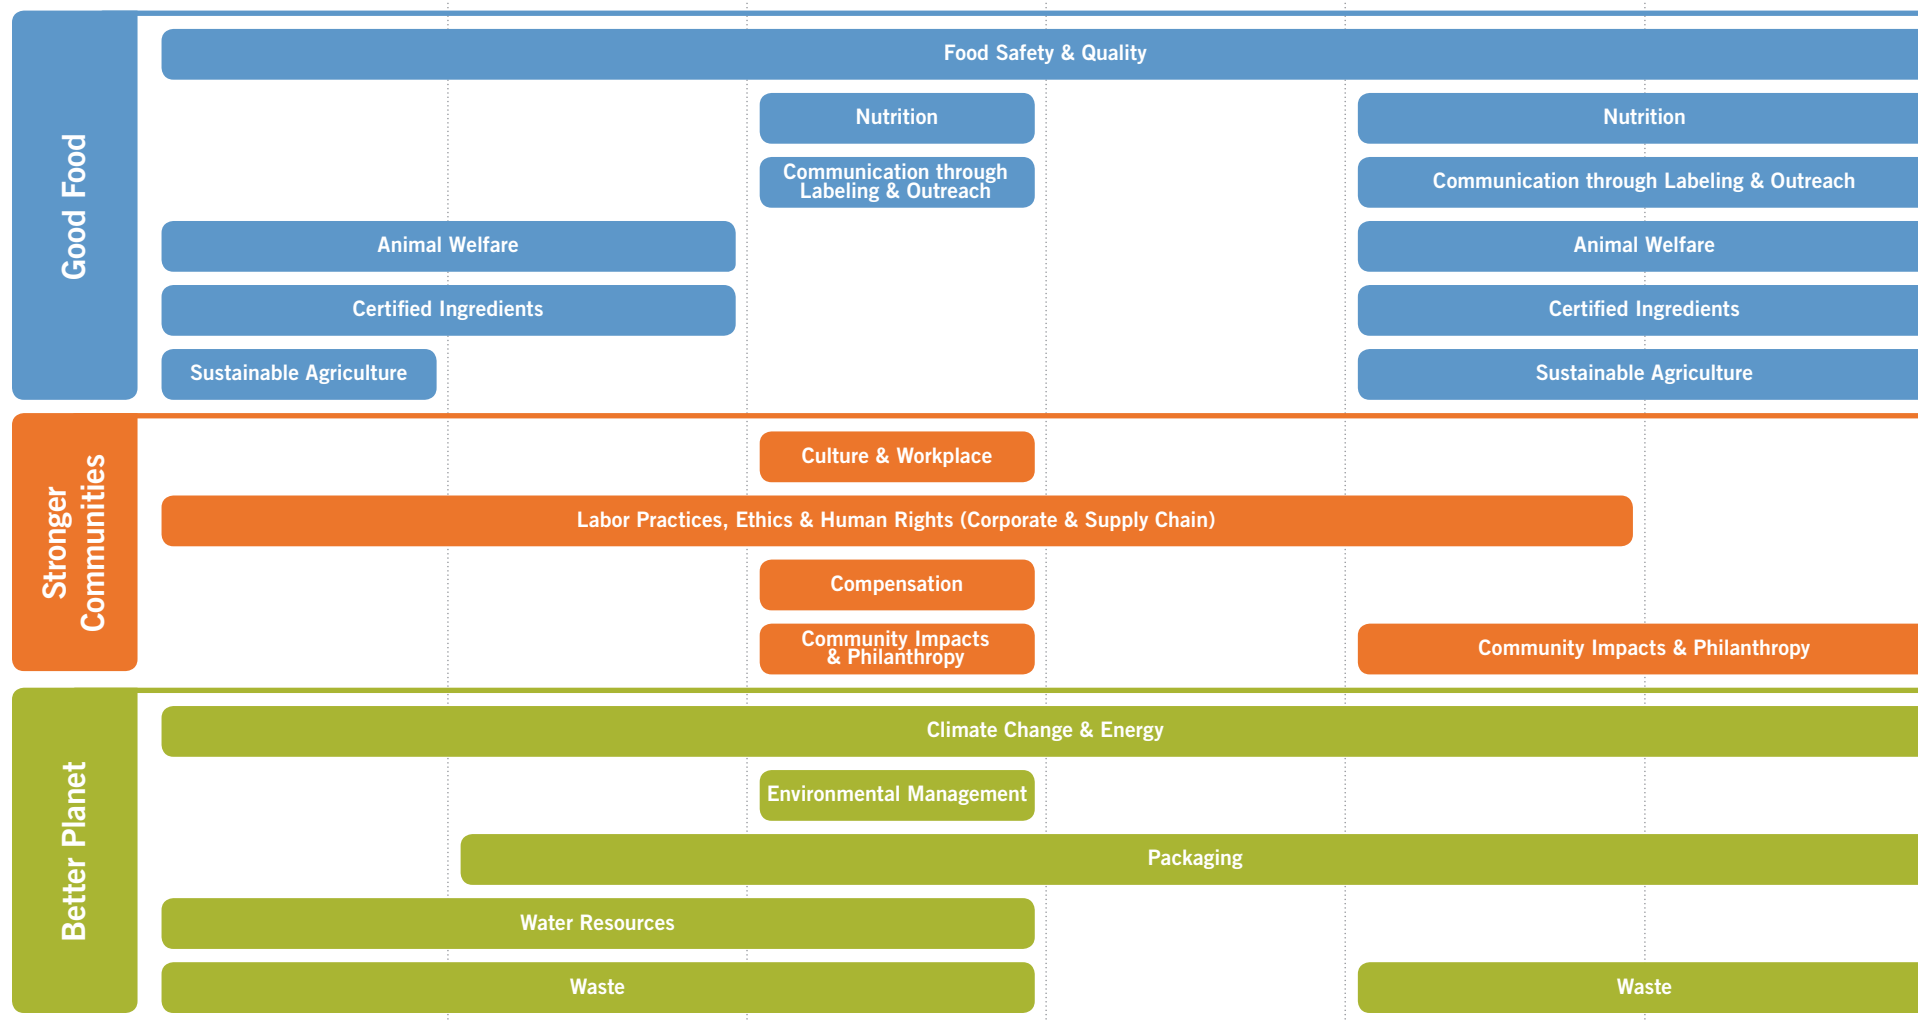 Good Food
Food Safety & Quality
Nutrition
Nutrition
Communication through
Labeling & Outreach
Communication through Labeling & Outreach
Animal Welfare
Animal Welfare
Certified Ingredients
Certified Ingredients
Sustainable Agriculture
Sustainable Agriculture
Stronger
Communities
Culture & Workplace
Labor Practices, Ethics & Human Rights (Corporate & Supply Chain)
Compensation
Community Impacts
& Philanthropy
Community Impacts & Philanthropy
Better Planet
Climate Change & Energy
Environmental Management
Packaging
Water Resources
Waste
Waste